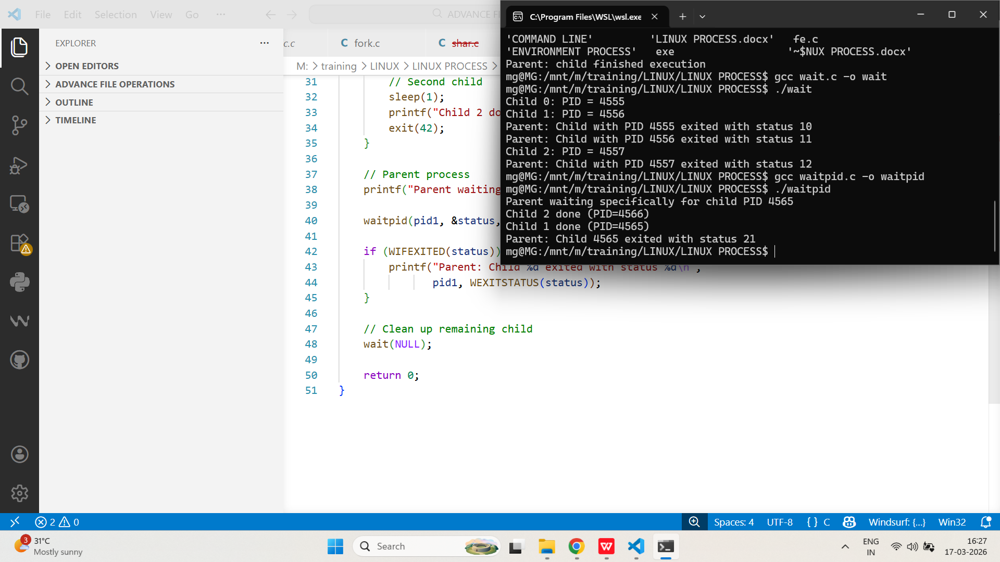 File Edit Selection View Go ··· ADVANCE FI
EXPLORER ···
OPEN EDITORS
ADVANCE FILE OPERATIONS
OUTLINE
TIMELINE
c.c fork.c shar.c
M: > training > LINUX > LINUX PROCESS >
31 // Second child
32 sleep(1);
33 printf("Child 2 do
34 exit(42);
35 }
36
37 // Parent process
38 printf("Parent waiting
39
40 waitpid(pid1, &status,
41
42 if (WIFEXITED(status))
43 printf("Parent: Child %d exited with status %d\n",
44 pid1, WEXITSTATUS(status));
45 }
46
47 // Clean up remaining child
48 wait(NULL);
49
50 return 0;
51 }
C:\Program Files\WSL\wsl.exe
'COMMAND LINE' 'LINUX PROCESS.docx' fe.c
'ENVIRONMENT PROCESS' exe '~$NUX PROCESS.docx'
Parent: child finished execution
mg@MG:/mnt/m/training/LINUX/LINUX PROCESS$ gcc wait.c -o wait
mg@MG:/mnt/m/training/LINUX/LINUX PROCESS$ ./wait
Child 0: PID = 4555
Child 1: PID = 4556
Parent: Child with PID 4555 exited with status 10
Parent: Child with PID 4556 exited with status 11
Child 2: PID = 4557
Parent: Child with PID 4557 exited with status 12
mg@MG:/mnt/m/training/LINUX/LINUX PROCESS$ gcc waitpid.c -o waitpid
mg@MG:/mnt/m/training/LINUX/LINUX PROCESS$ ./waitpid
Parent waiting specifically for child PID 4565
Child 2 done (PID=4566)
Child 1 done (PID=4565)
Parent: Child 4565 exited with status 21
mg@MG:/mnt/m/training/LINUX/LINUX PROCESS$
2 0 Spaces: 4 UTF-8 {} C Windsurf: {...} Win32
3 31°C
Mostly sunny
Search
ENG
IN
16:27
17-03-2026